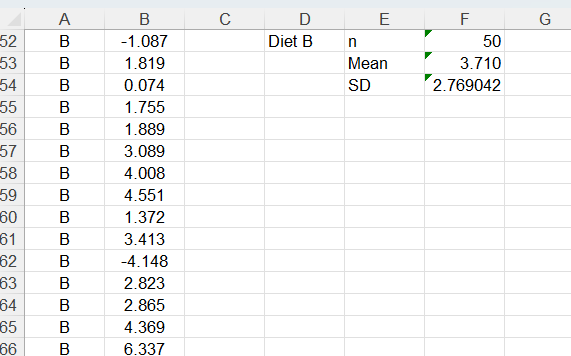 A B C D E F G
52 B -1.087 Diet B n 50
53 B 1.819 Mean 3.710
54 B 0.074 SD 2.769042
55 B 1.755
56 B 1.889
57 B 3.089
58 B 4.008
59 B 4.551
60 B 1.372
61 B 3.413
62 B -4.148
63 B 2.823
64 B 2.865
65 B 4.369
66 B 6.337